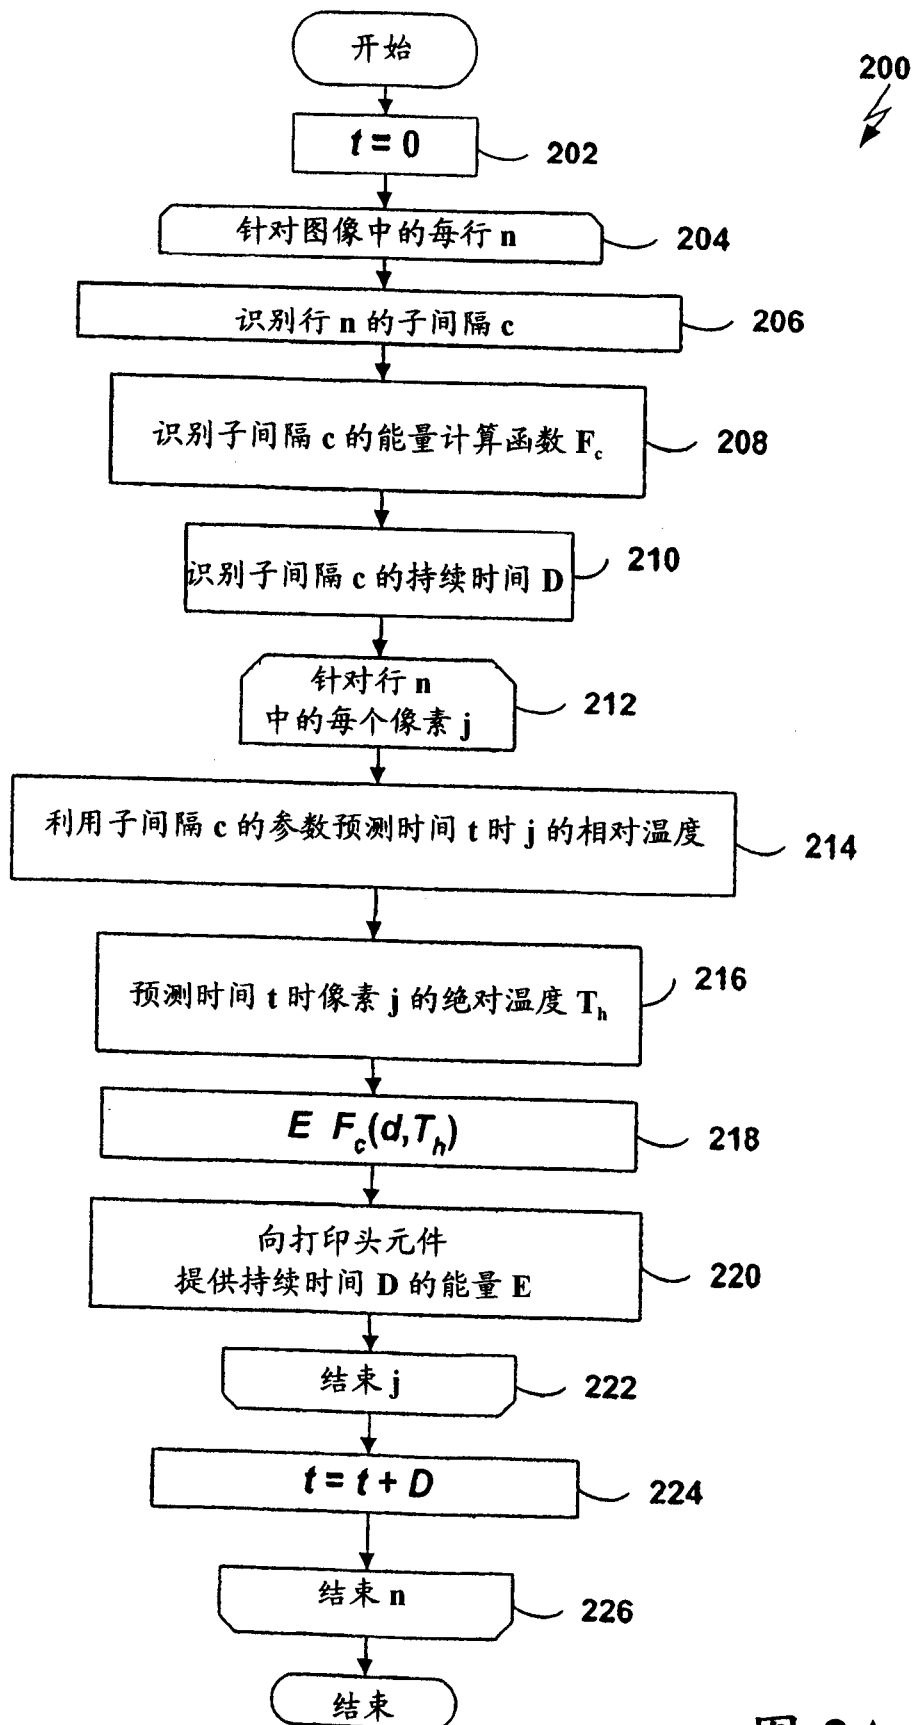 开始
200
t = 0
202
针对图像中的每行 n
204
识别行 n 的子间隔 c
206
识别子间隔 c 的能量计算函数 Fc
208
识别子间隔 c 的持续时间 D
210
针对行 n
中的每个像素 j
212
利用子间隔 c 的参数预测时间 t 时 j 的相对温度
214
预测时间 t 时像素 j 的绝对温度 Th
216
E Fc(d,Th)
218
向打印头元件
提供持续时间 D 的能量 E
220
结束 j
222
t = t + D
224
结束 n
226
结束